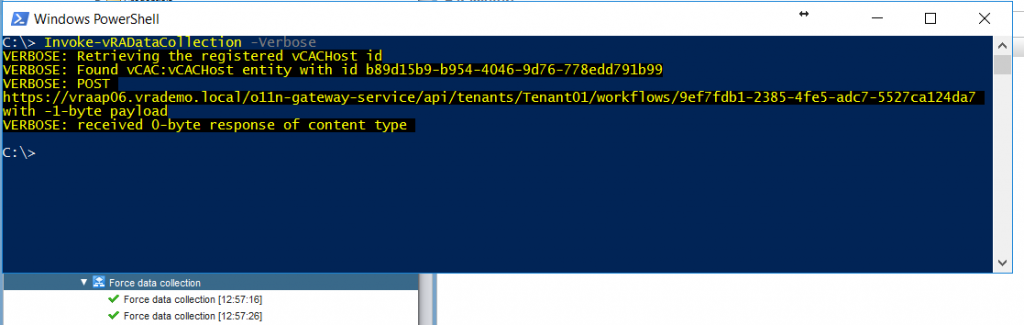 Windows PowerShell
C:\> Invoke-vRADataCollection -Verbose
VERBOSE: Retrieving the registered vCACHost id
VERBOSE: Found vCAC:vCACHost entity with id b89d15b9-b954-4046-9d76-778edd791b99
VERBOSE: POST
https://vraap06.vrademo.local/o11n-gateway-service/api/tenants/Tenant01/workflows/9ef7fdb1-2385-4fe5-adc7-5527ca124da7
with -1-byte payload
VERBOSE: received 0-byte response of content type
C:\>
Force data collection
Force data collection [12:57:16]
Force data collection [12:57:26]